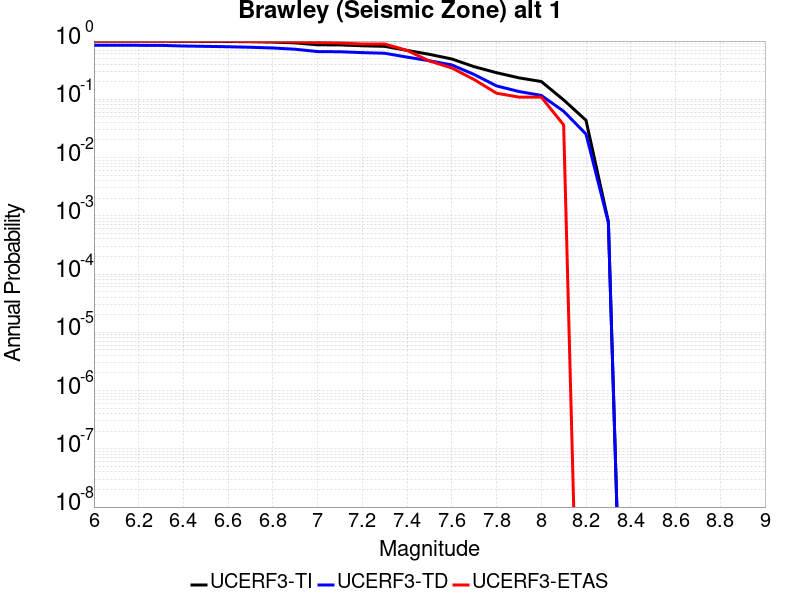 Brawley (Seismic Zone) alt 1
10^0
10^-1
10^-2
10^-3
10^-4
10^-5
10^-6
10^-7
10^-8
Annual Probability
6 6.2 6.4 6.6 6.8 7 7.2 7.4 7.6 7.8 8 8.2 8.4 8.6 8.8 9
Magnitude
UCERF3-TI UCERF3-TD UCERF3-ETAS